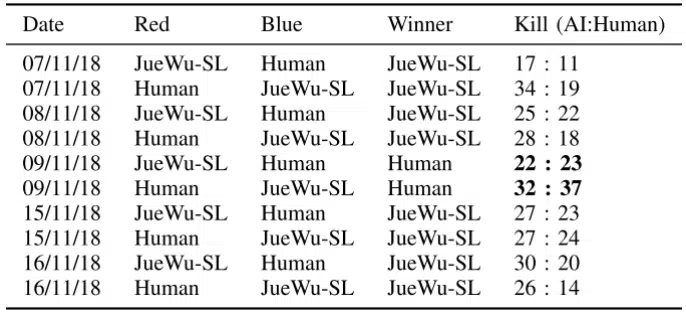 Date Red Blue Winner Kill (AI:Human)
07/11/18 JueWu-SL Human JueWu-SL 17 : 11
07/11/18 Human JueWu-SL JueWu-SL 34 : 19
08/11/18 JueWu-SL Human JueWu-SL 25 : 22
08/11/18 Human JueWu-SL JueWu-SL 28 : 18
09/11/18 JueWu-SL Human Human 22 : 23
09/11/18 Human JueWu-SL Human 32 : 37
15/11/18 JueWu-SL Human JueWu-SL 27 : 23
15/11/18 Human JueWu-SL JueWu-SL 27 : 24
16/11/18 JueWu-SL Human JueWu-SL 30 : 20
16/11/18 Human JueWu-SL JueWu-SL 26 : 14